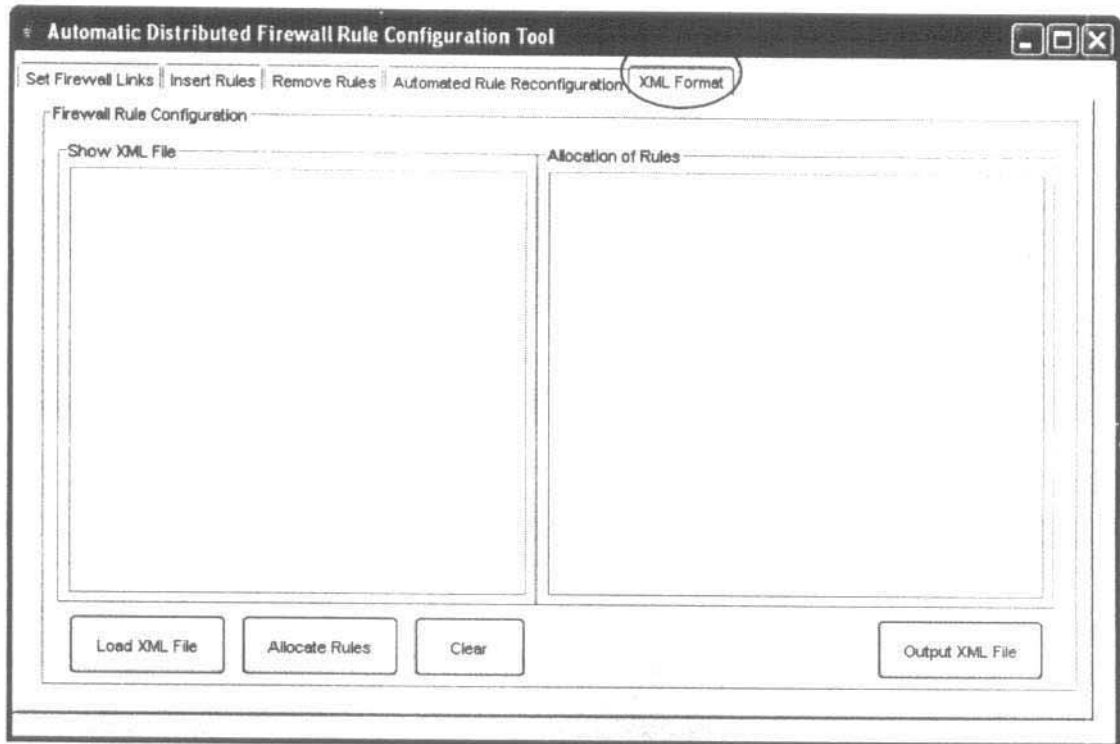 Automatic Distributed Firewall Rule Configuration Tool
Set Firewall Links Insert Rules Remove Rules Automated Rule Reconfiguration XML Format
Firewall Rule Configuration
Show XML File Allocation of Rules
Load XML File Allocate Rules Clear Output XML File